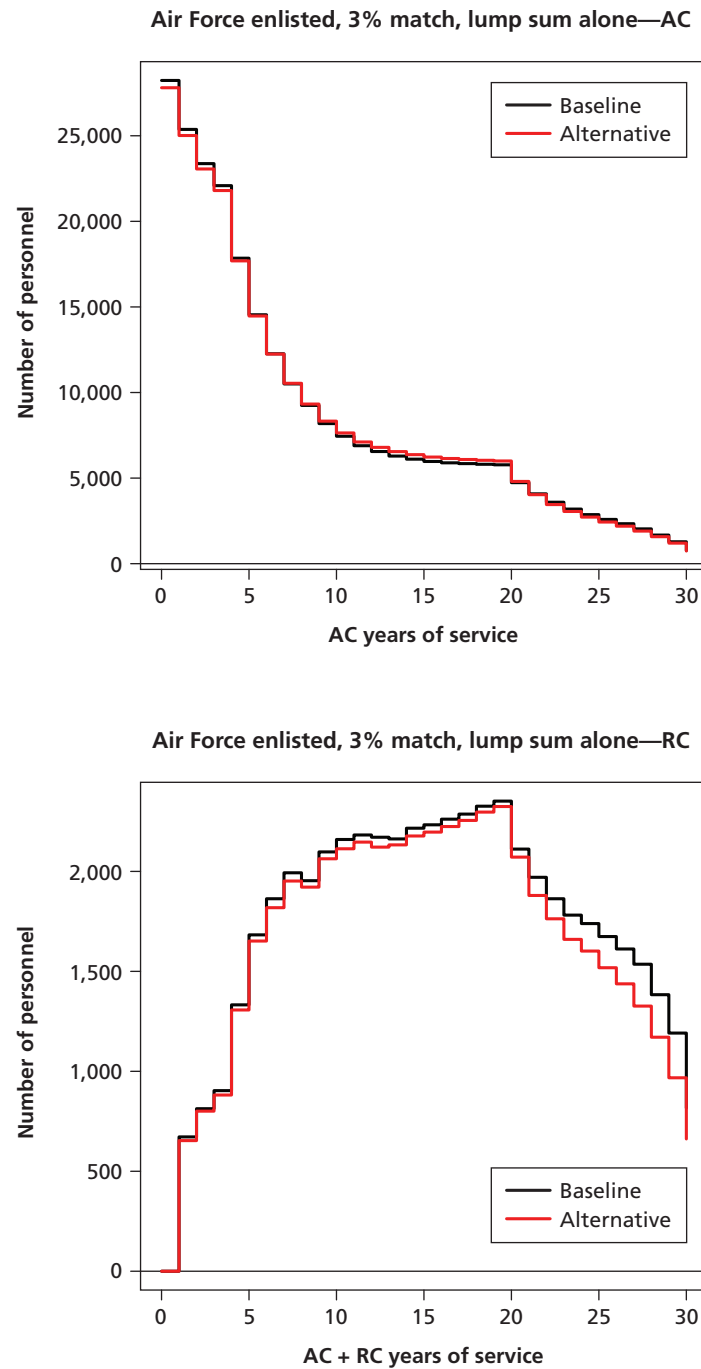 Air Force enlisted, 3% match, lump sum alone—AC
Baseline
Alternative
25,000
20,000
15,000
10,000
5,000
0
Number of personnel
0 5 10 15 20 25 30
AC years of service
Air Force enlisted, 3% match, lump sum alone—RC
2,000
1,500
1,000
500
0
Number of personnel
Baseline
Alternative
0 5 10 15 20 25 30
AC + RC years of service